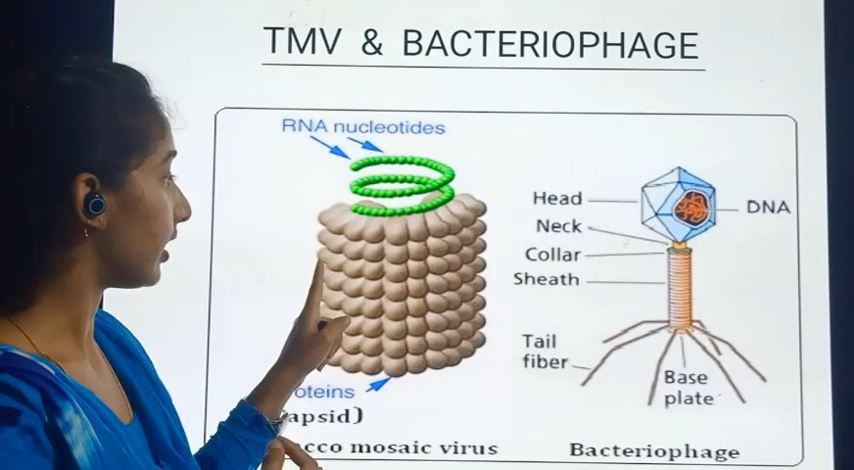 TMV & BACTERIOPHAGE
RNA nucleotides
Head
DNA
Neck
Collar
Sheath
Tail
fiber
Base
plate
oteins
apsid)
cco mosaic virus
Bacteriophage